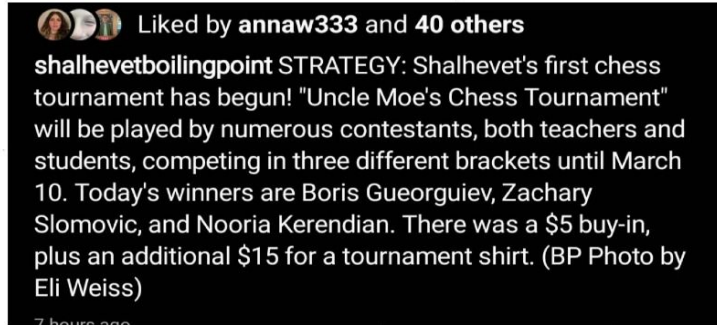 Liked by annaw333 and 40 others
shalhevetboilingpoint STRATEGY: Shalhevet's first chess
tournament has begun! "Uncle Moe's Chess Tournament"
will be played by numerous contestants, both teachers and
students, competing in three different brackets until March
10. Today's winners are Boris Gueorguiev, Zachary
Slomovic, and Nooria Kerendian. There was a $5 buy-in,
plus an additional $15 for a tournament shirt. (BP Photo by
Eli Weiss)
7 hours ago